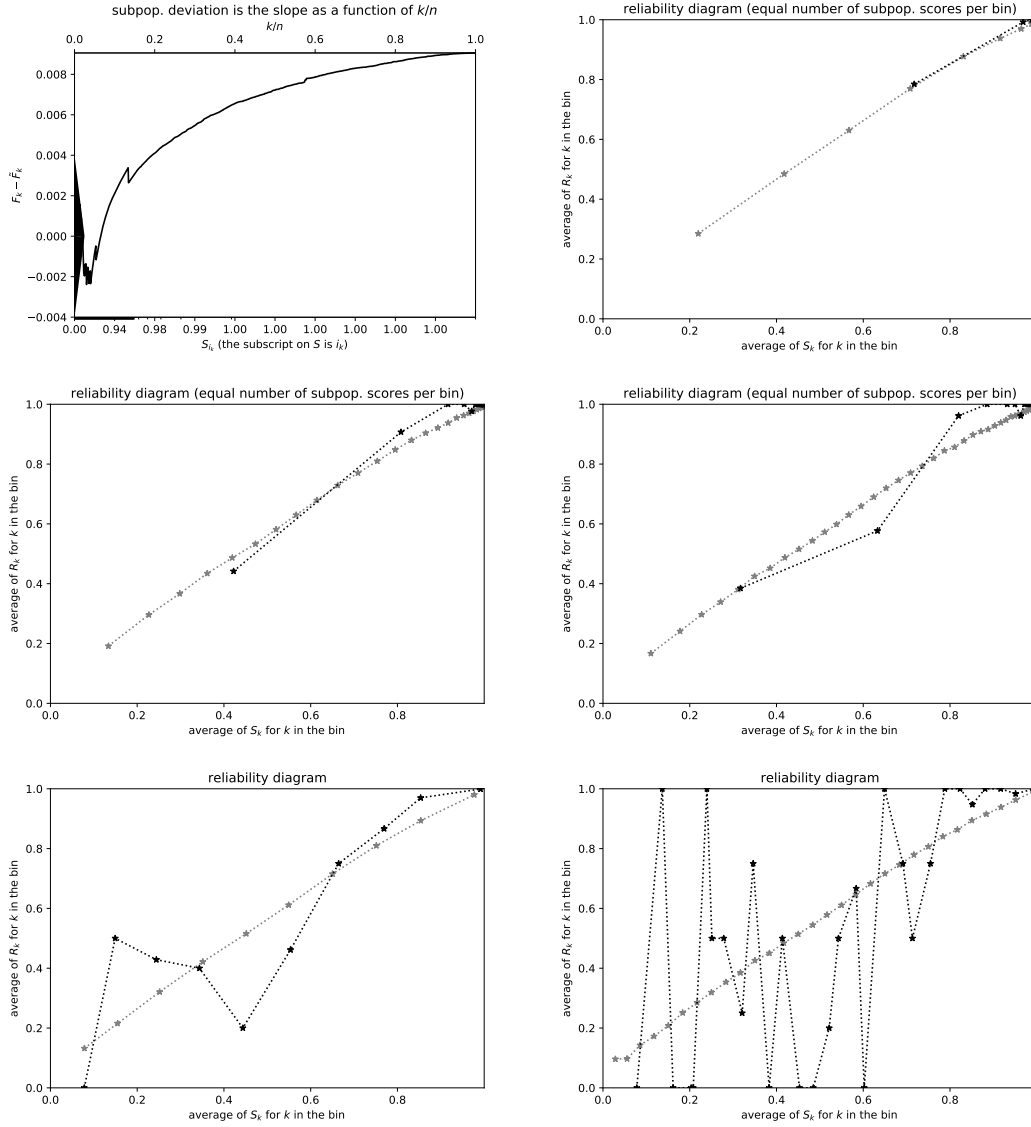 subpop. deviation is the slope as a function of k/n
k/n
0.0 0.2 0.4 0.6 0.8 1.0
0.008
0.006
0.004
0.002
0.000
−0.002
−0.004
F_k − F̃_k
0.00 0.94 0.98 0.99 1.00 1.00 1.00 1.00 1.00
S_{i_k} (the subscript on S is i_k)
reliability diagram (equal number of subpop. scores per bin)
1.0
0.8
0.6
0.4
0.2
0.0
average of R_k for k in the bin
0.0 0.2 0.4 0.6 0.8
average of S_k for k in the bin
reliability diagram (equal number of subpop. scores per bin)
1.0
0.8
0.6
0.4
0.2
0.0
average of R_k for k in the bin
0.0 0.2 0.4 0.6 0.8
average of S_k for k in the bin
reliability diagram (equal number of subpop. scores per bin)
1.0
0.8
0.6
0.4
0.2
0.0
average of R_k for k in the bin
0.0 0.2 0.4 0.6 0.8
average of S_k for k in the bin
reliability diagram
1.0
0.8
0.6
0.4
0.2
0.0
average of R_k for k in the bin
0.0 0.2 0.4 0.6 0.8
average of S_k for k in the bin
reliability diagram
1.0
0.8
0.6
0.4
0.2
0.0
average of R_k for k in the bin
0.0 0.2 0.4 0.6 0.8
average of S_k for k in the bin